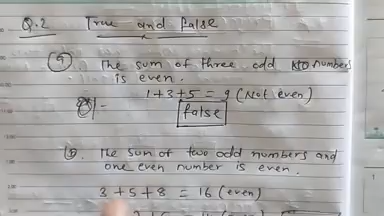 Q.2 True and False
(a) The sum of three odd numbers
is even.
1+3+5 = 9 (Not even)
False
(b). The sum of two odd numbers and
one even number is even.
3+5+8 = 16 (even)